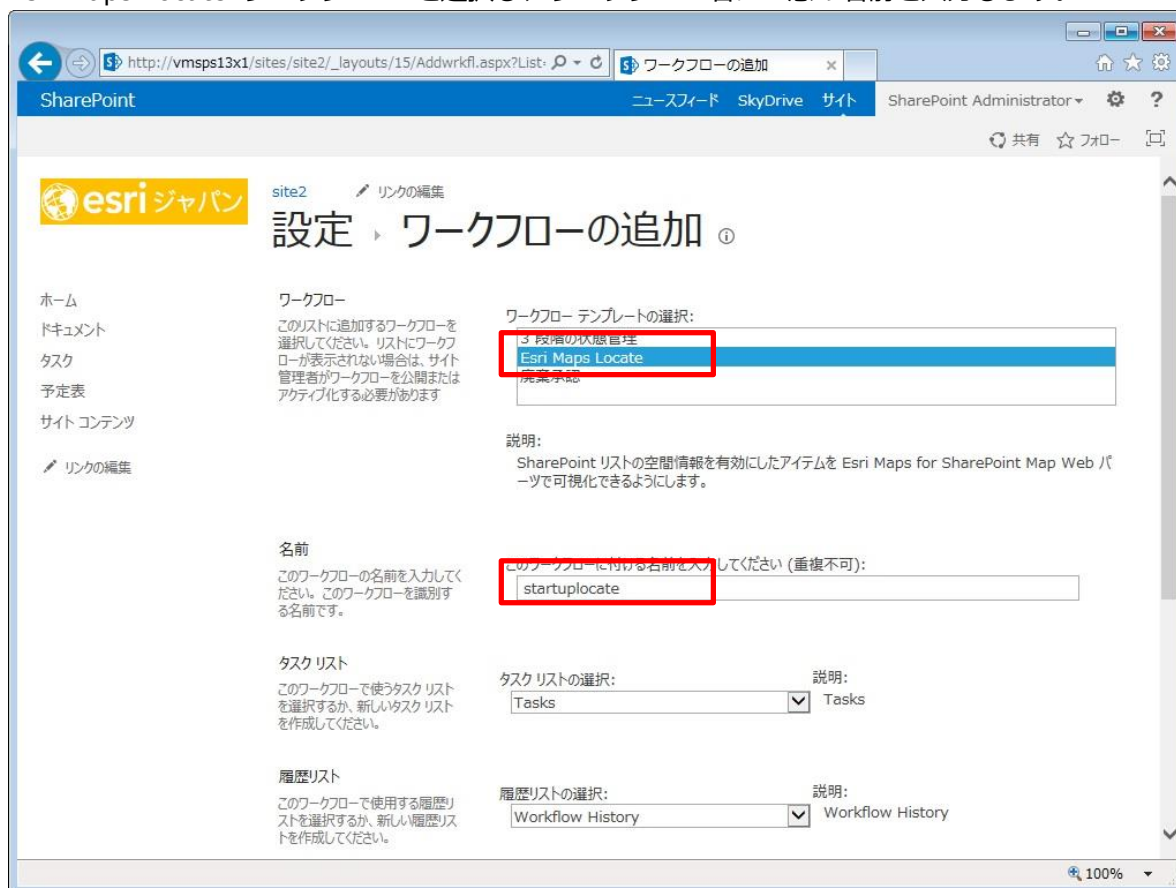 http://vmsps13x1/sites/site2/_layouts/15/Addwrkfl.aspx?List=
ワークフローの追加
SharePoint
ニュースフィード SkyDrive サイト SharePoint Administrator
共有 フォロー
esri ジャパン
site2 リンクの編集
設定 ワークフローの追加
ホーム
ドキュメント
タスク
予定表
サイト コンテンツ
リンクの編集
ワークフロー
このリストに追加するワークフローを
選択してください。リストにワークフ
ローが表示されない場合は、サイト
管理者がワークフローを公開または
アクティブ化する必要があります
ワークフロー テンプレートの選択:
3 段階の状態管理
Esri Maps Locate
廃棄承認
説明:
SharePoint リストの空間情報を有効にしたアイテムを Esri Maps for SharePoint Map Web パ
ーツで可視化できるようにします。
名前
このワークフローの名前を入力してく
ださい。このワークフローを識別す
る名前です。
このワークフローに付ける名前を入力してください (重複不可):
startuplocate
タスク リスト
このワークフローで使うタスク リスト
を選択するか、新しいタスク リスト
を作成してください。
タスク リストの選択:
Tasks
説明:
Tasks
履歴リスト
このワークフローで使用する履歴リ
ストを選択するか、新しい履歴リス
トを作成してください。
履歴リストの選択:
Workflow History
説明:
Workflow History
100%